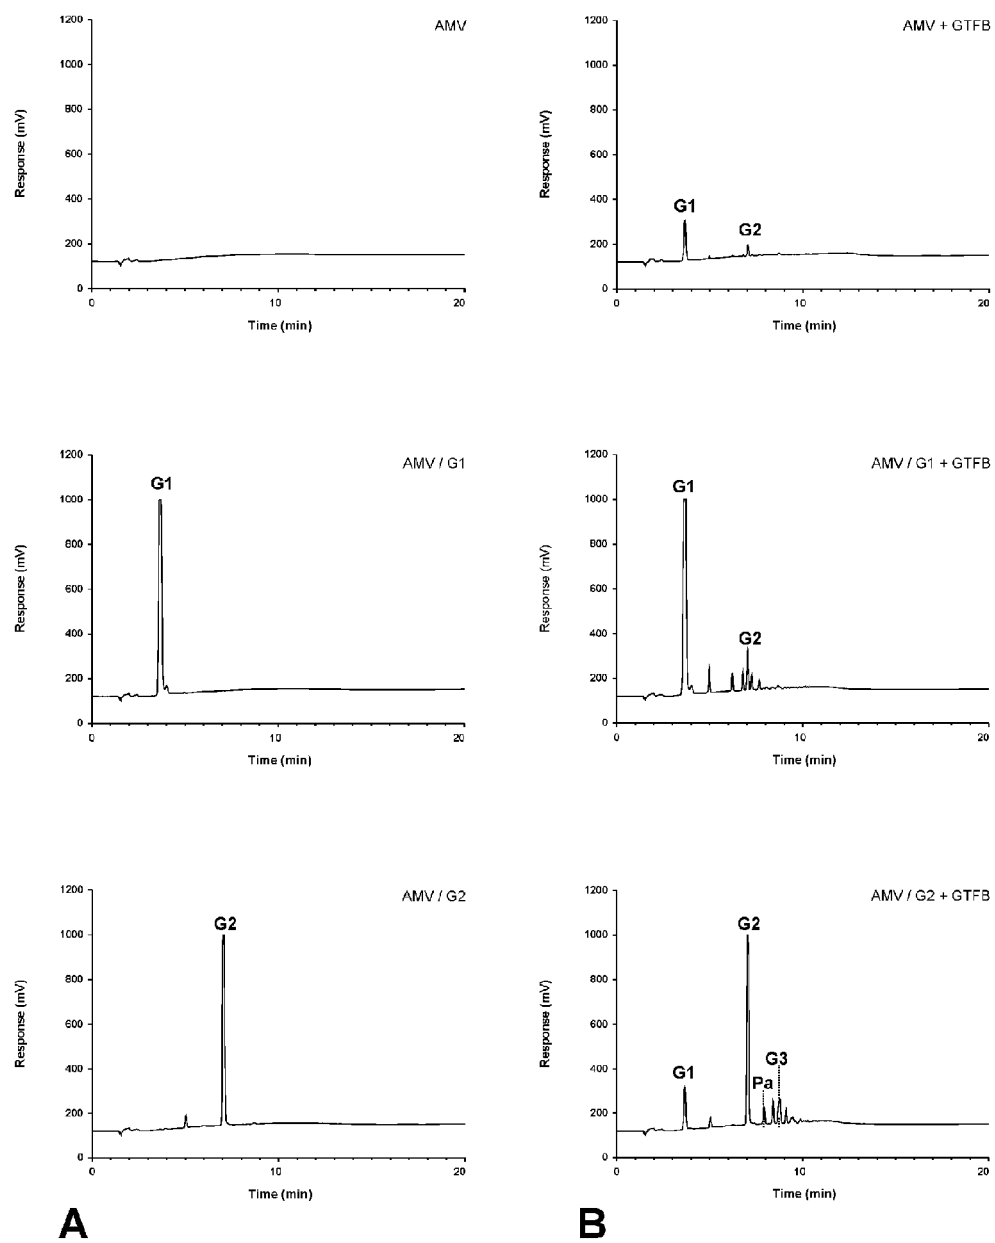 AMV
1200
1000
800
600
400
200
0
Response (mV)
0 10 20
Time (min)
AMV + GTFB
1200
1000
800
600
400
200
0
Response (mV)
G1
G2
0 10 20
Time (min)
AMV / G1
1200
1000
800
600
400
200
0
Response (mV)
G1
0 10 20
Time (min)
AMV / G1 + GTFB
1200
1000
800
600
400
200
0
Response (mV)
G1
G2
0 10 20
Time (min)
AMV / G2
1200
1000
800
600
400
200
0
Response (mV)
G2
0 10 20
Time (min)
AMV / G2 + GTFB
1200
1000
800
600
400
200
0
Response (mV)
G2
G3
G1
Pa
0 10 20
Time (min)
A
B